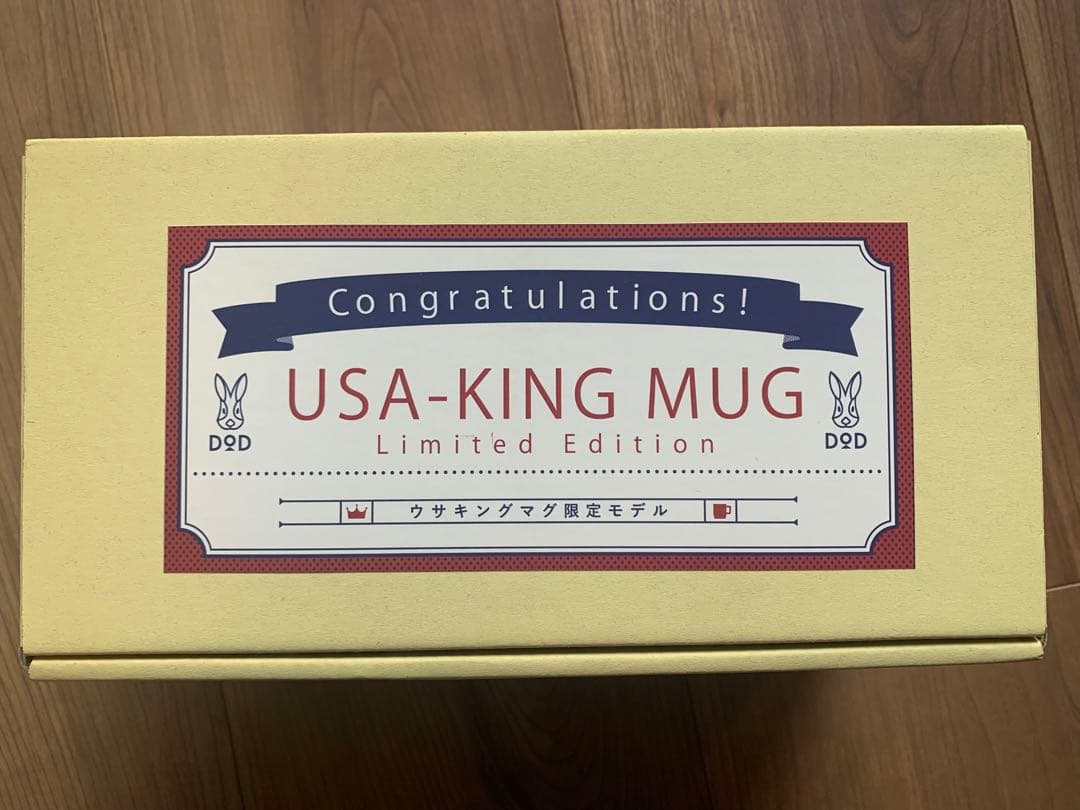 Congratulations!
USA-KING MUG
Limited Edition
DOD
DOD
ウサキングマグ限定モデル